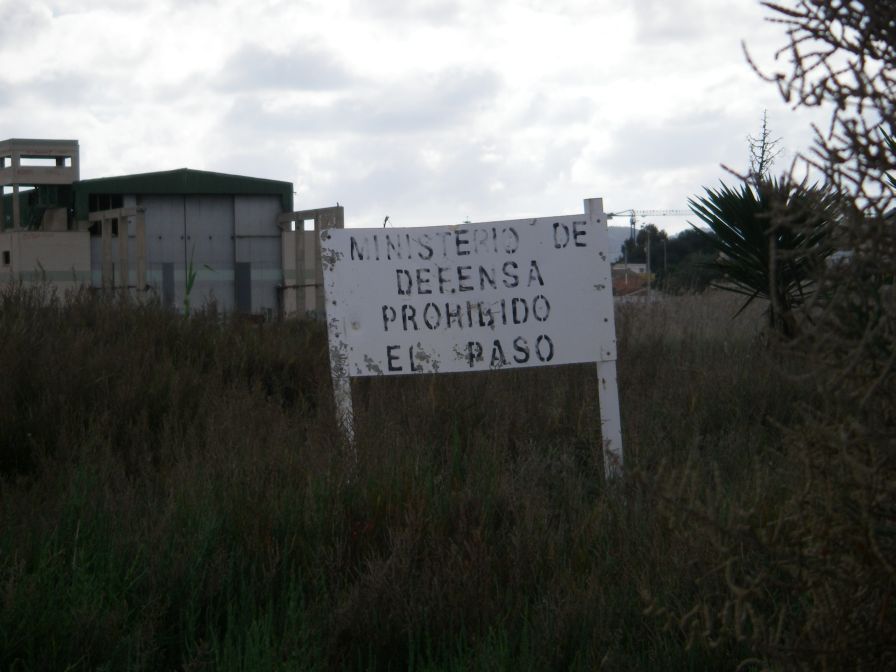 MINISTERIO DE
DEFENSA
PROHIBIDO
EL PASO